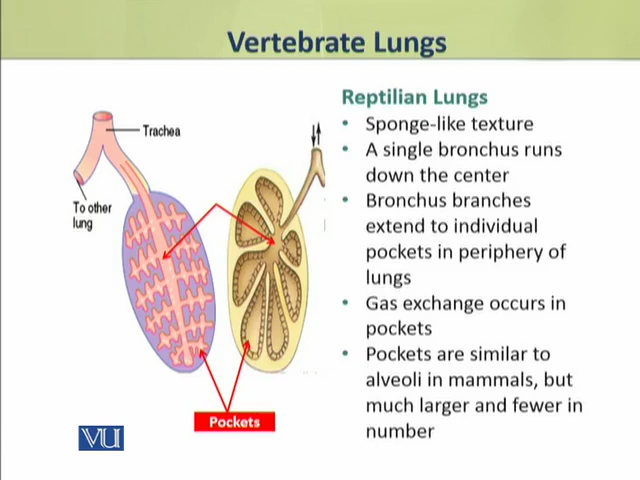 Vertebrate Lungs
Reptilian Lungs
• Sponge-like texture
• A single bronchus runs
down the center
• Bronchus branches
extend to individual
pockets in periphery of
lungs
• Gas exchange occurs in
pockets
• Pockets are similar to
alveoli in mammals, but
much larger and fewer in
number
Trachea
To other
lung
Pockets
VU